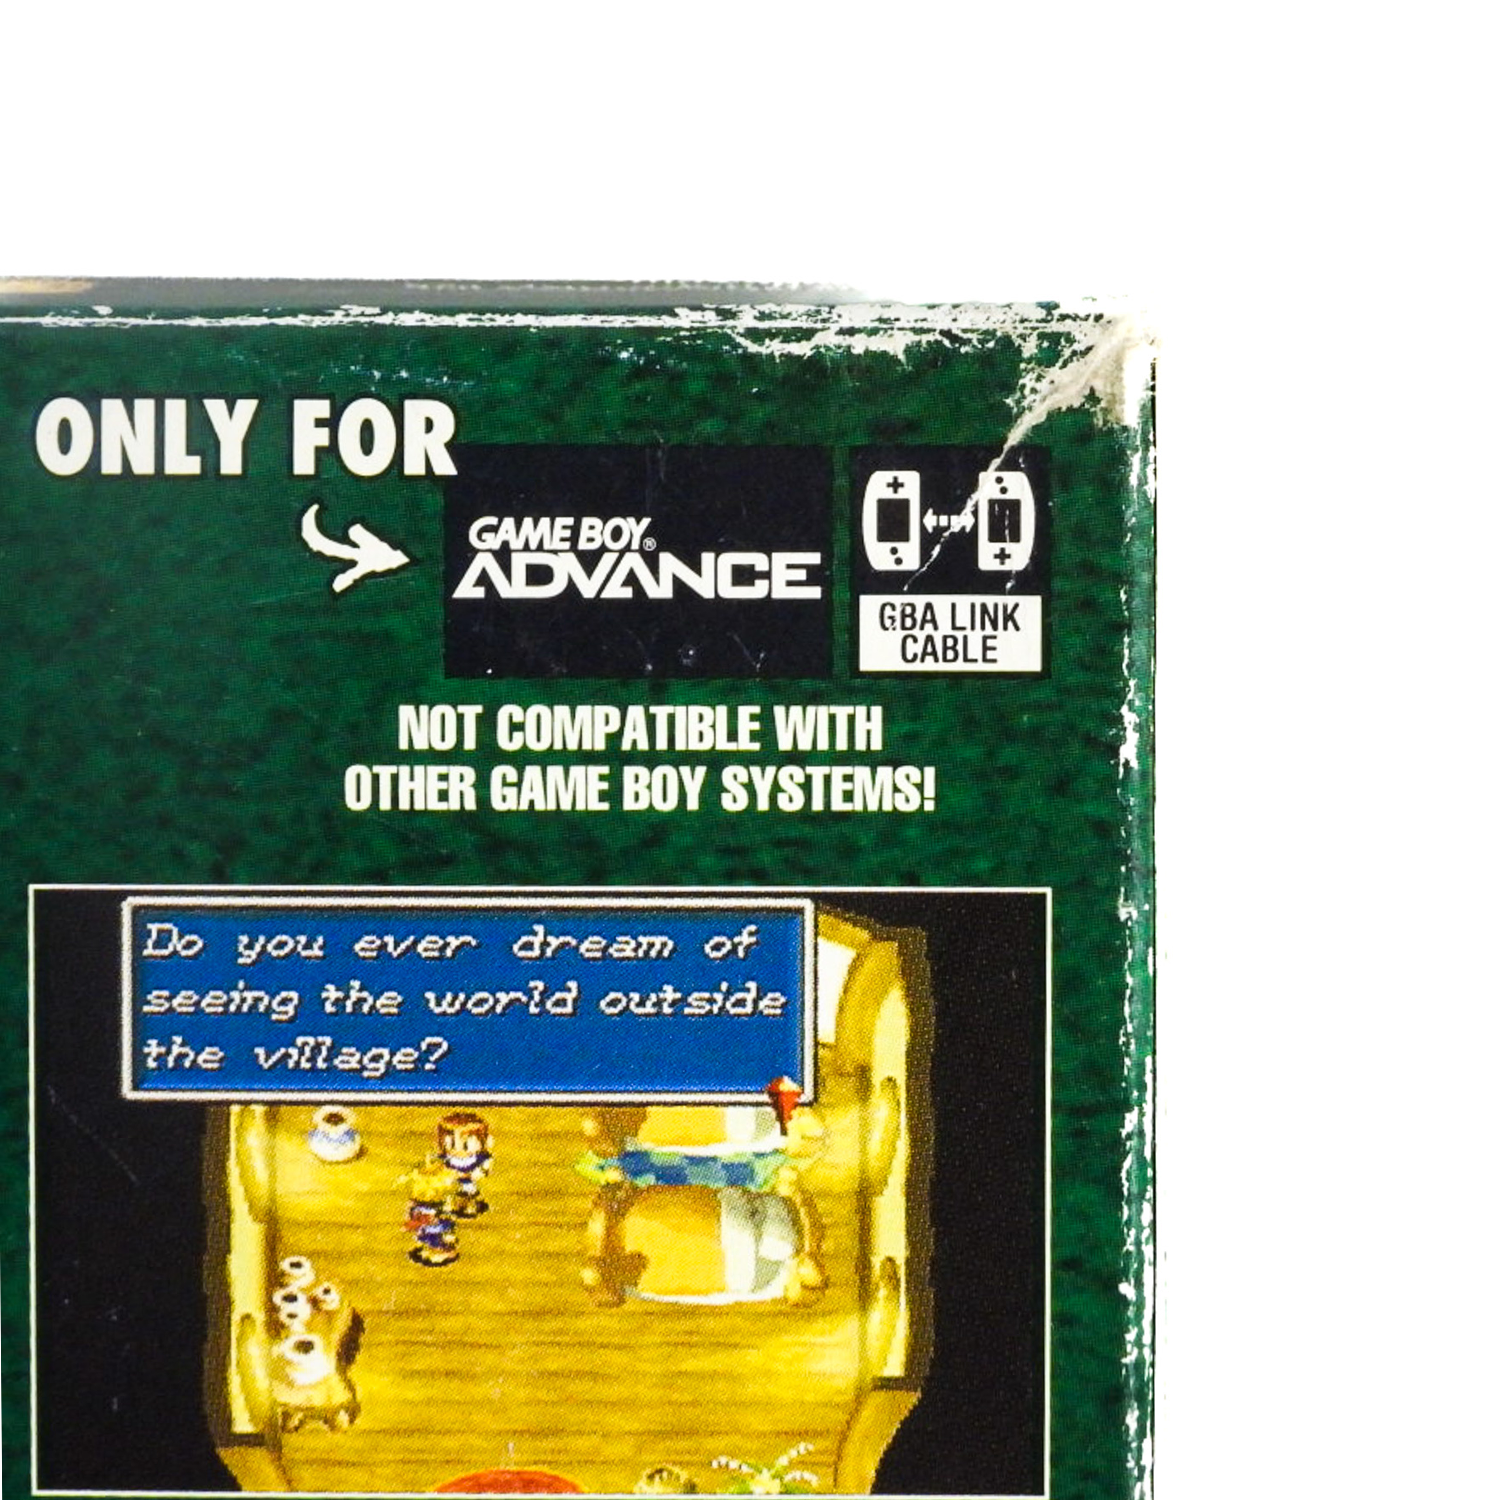 ONLY FOR
GAME BOY®
ADVANCE
GBA LINK
CABLE
NOT COMPATIBLE WITH
OTHER GAME BOY SYSTEMS!
Do you ever dream of
seeing the world outside
the village?